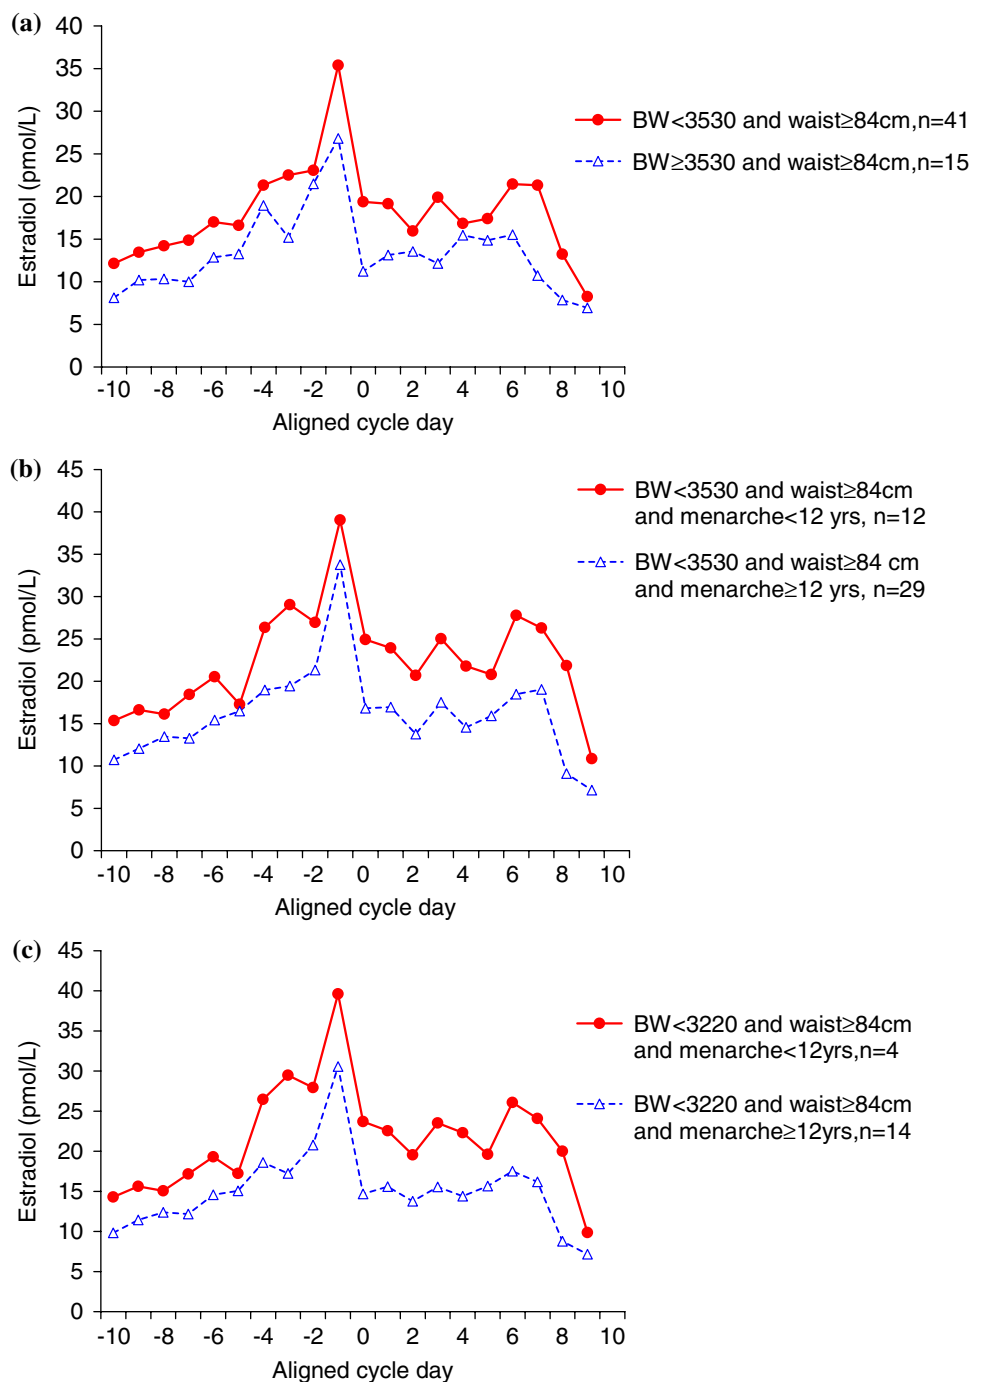 (a)
40
35
30
25
20
15
10
5
0
Estradiol (pmol/L)
-10 -8 -6 -4 -2 0 2 4 6 8 10
Aligned cycle day
BW<3530 and waist≥84cm,n=41
BW≥3530 and waist≥84cm,n=15
(b)
45
40
35
30
25
20
15
10
5
0
Estradiol (pmol/L)
-10 -8 -6 -4 -2 0 2 4 6 8 10
Aligned cycle day
BW<3530 and waist≥84cm
and menarche<12 yrs, n=12
BW<3530 and waist≥84 cm
and menarche≥12 yrs, n=29
(c)
45
40
35
30
25
20
15
10
5
0
Estradiol (pmol/L)
-10 -8 -6 -4 -2 0 2 4 6 8 10
Aligned cycle day
BW<3220 and waist≥84cm
and menarche<12yrs,n=4
BW<3220 and waist≥84cm
and menarche≥12yrs,n=14